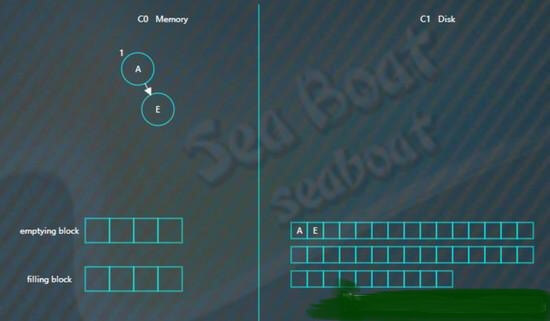 C0 Memory
C1 Disk
1
A
E
Sea Boat
seaboat
emptying block
A E
filling block